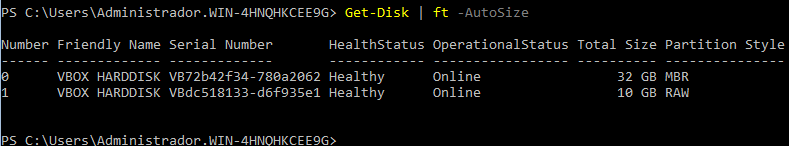 PS C:\Users\Administrador.WIN-4HNQHKCEE9G> Get-Disk | ft -AutoSize
Number Friendly Name Serial Number       HealthStatus OperationalStatus Total Size Partition Style
------ ------------- -------------       ------------ ----------------- ---------- ---------------
0      VBOX HARDDISK VB72b42f34-780a2062 Healthy      Online                 32 GB MBR
1      VBOX HARDDISK VBdc518133-d6f935e1 Healthy      Online                 10 GB RAW
PS C:\Users\Administrador.WIN-4HNQHKCEE9G>